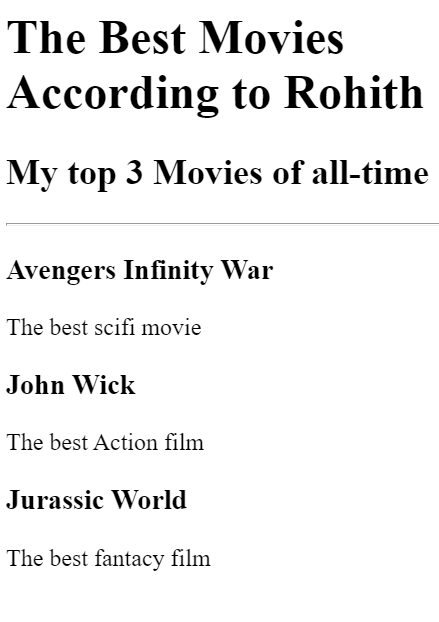 The Best Movies
According to Rohith
My top 3 Movies of all-time
Avengers Infinity War
The best scifi movie
John Wick
The best Action film
Jurassic World
The best fantacy film